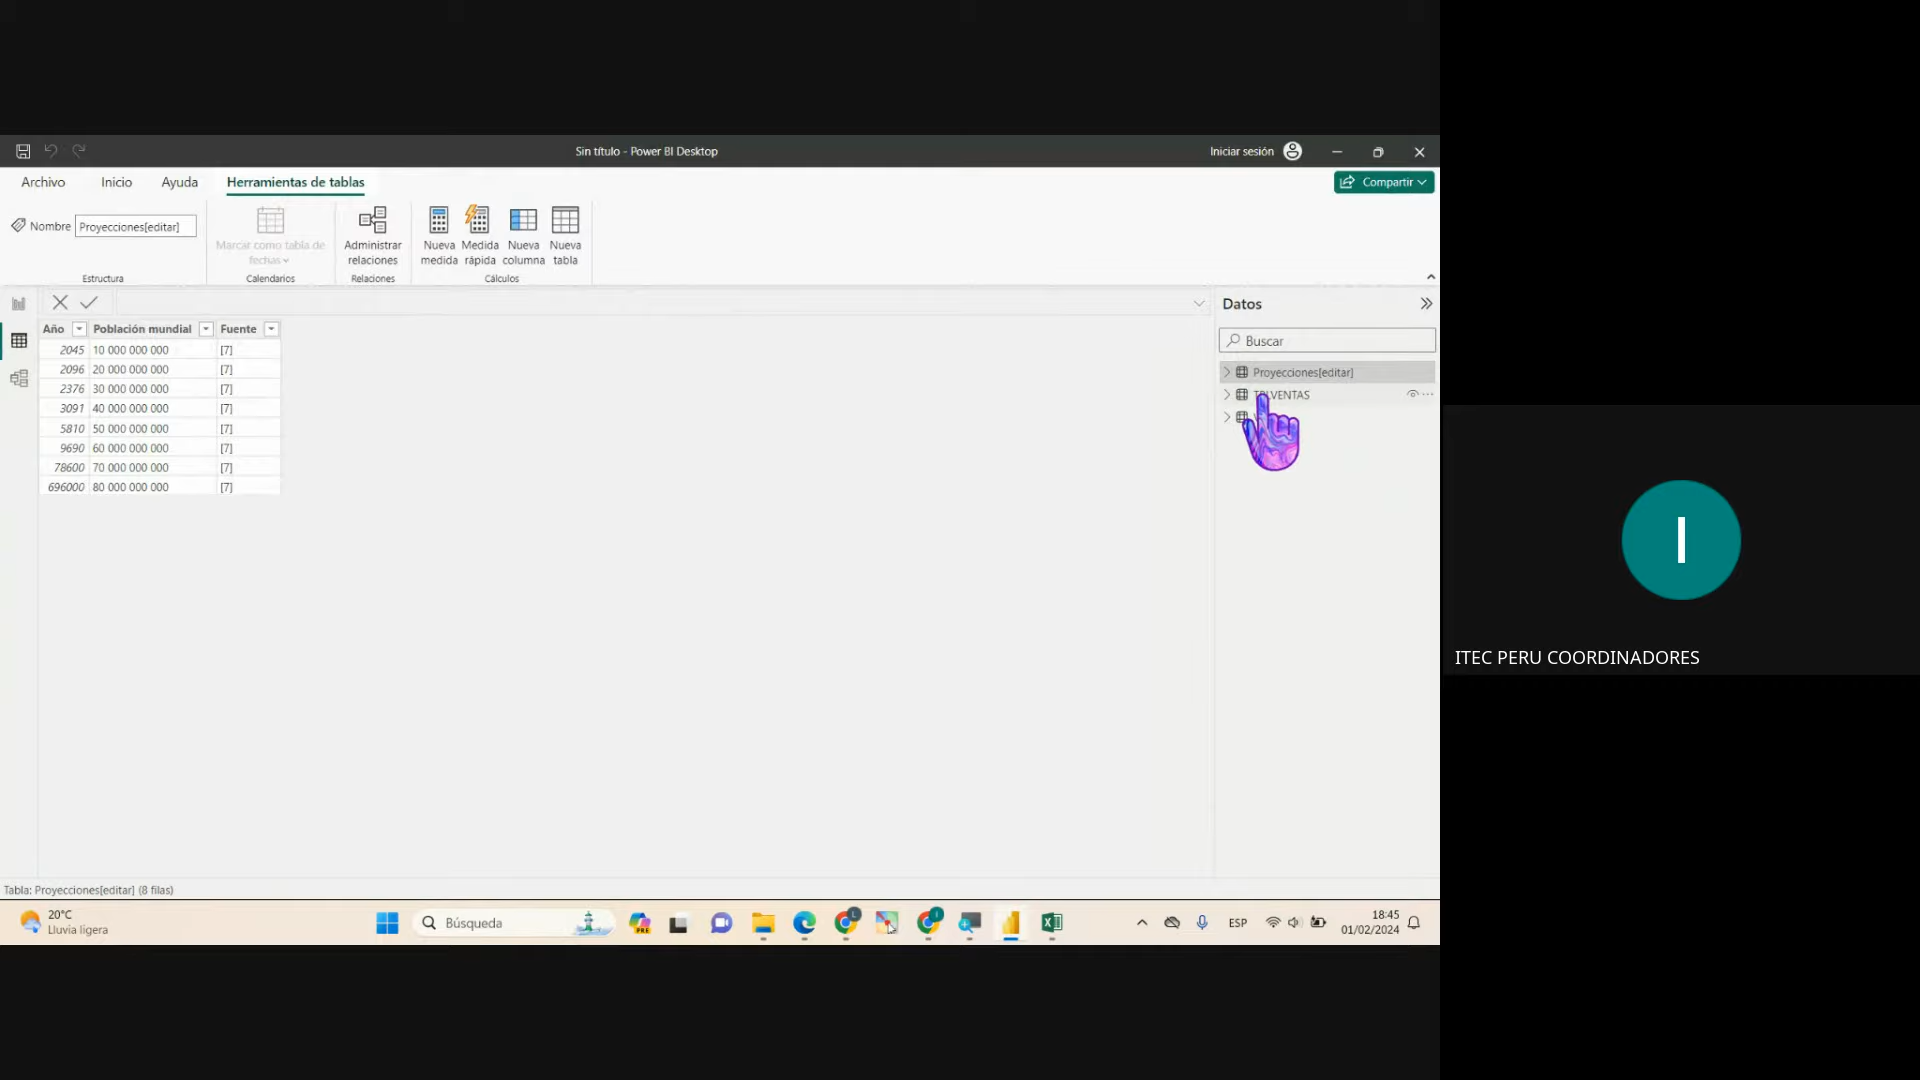 Sin título - Power BI Desktop
Iniciar sesión
Archivo
Inicio
Ayuda
Herramientas de tablas
Compartir
Nombre
Proyecciones[editar]
Marcar como tabla de
fechas
Administrar
relaciones
Nueva
medida
Medida
rápida
Nueva
columna
Nueva
tabla
Estructura
Calendarios
Relaciones
Cálculos
Datos
Buscar
Proyecciones[editar]
Año Población mundial Fuente
2045 10 000 000 000 [7]
2096 20 000 000 000 [7]
2376 30 000 000 000 [7]
3091 40 000 000 000 [7]
5810 50 000 000 000 [7]
9690 60 000 000 000 [7]
78600 70 000 000 000 [7]
696000 80 000 000 000 [7]
Tabla: Proyecciones[editar] (8 filas)
20°C
Lluvia ligera
Búsqueda
PRE
ESP
18:45
01/02/2024
I
ITEC PERU COORDINADORES